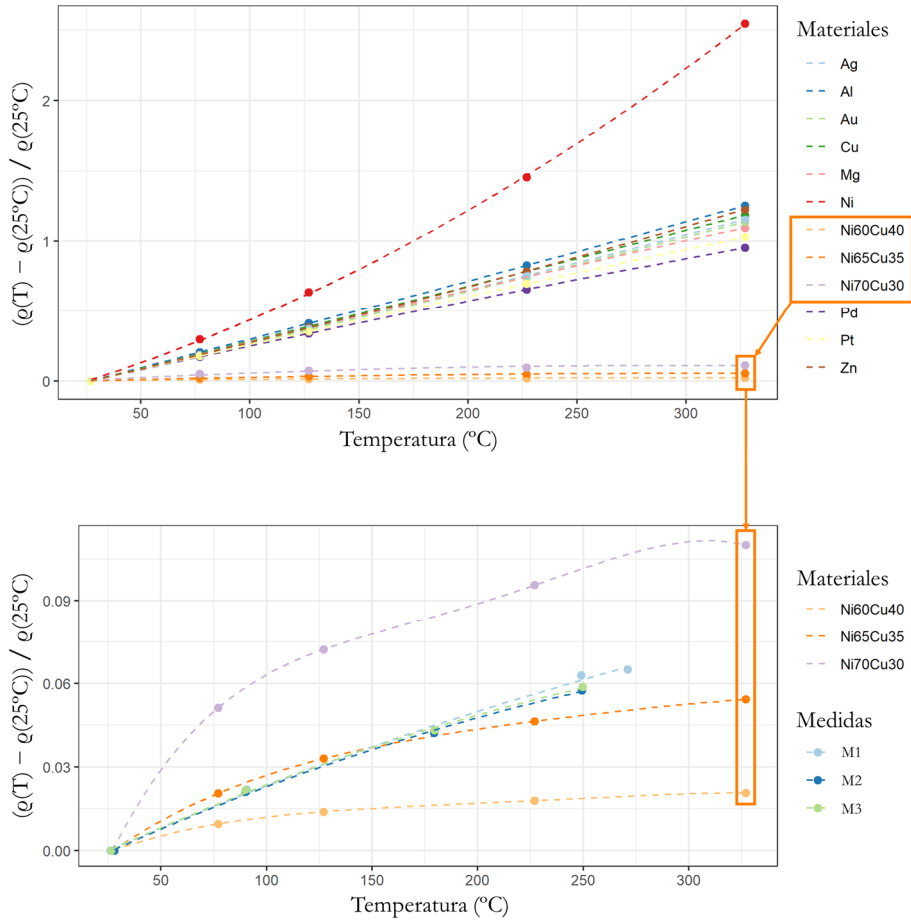 (ϱ(T) − ϱ(25ºC)) / ϱ(25ºC)
2
1
0
50
100
150
200
250
300
Temperatura (ºC)
Materiales
Ag
Al
Au
Cu
Mg
Ni
Ni60Cu40
Ni65Cu35
Ni70Cu30
Pd
Pt
Zn
(ϱ(T) − ϱ(25ºC)) / ϱ(25ºC)
0.09
0.06
0.03
0.00
50
100
150
200
250
300
Temperatura (ºC)
Materiales
Ni60Cu40
Ni65Cu35
Ni70Cu30
Medidas
M1
M2
M3